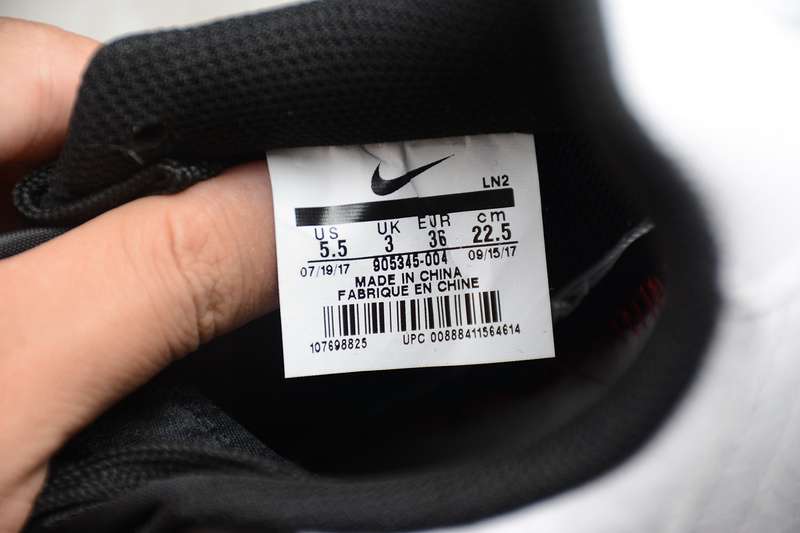 LN2
US UK EUR cm
5.5 3 36 22.5
07/19/17 905345-004 09/15/17
MADE IN CHINA
FABRIQUE EN CHINE
107698825 UPC 00888411564614